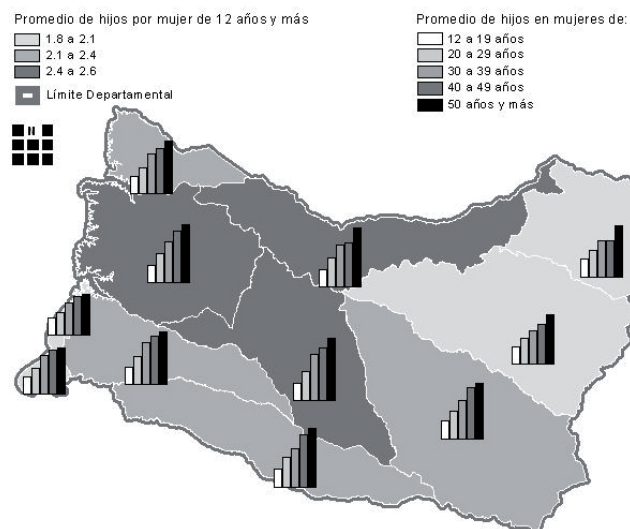 Promedio de hijos por mujer de 12 años y más
1.8 a 2.1
2.1 a 2.4
2.4 a 2.6
Límite Departamental
Promedio de hijos en mujeres de:
12 a 19 años
20 a 29 años
30 a 39 años
40 a 49 años
50 años y más
N